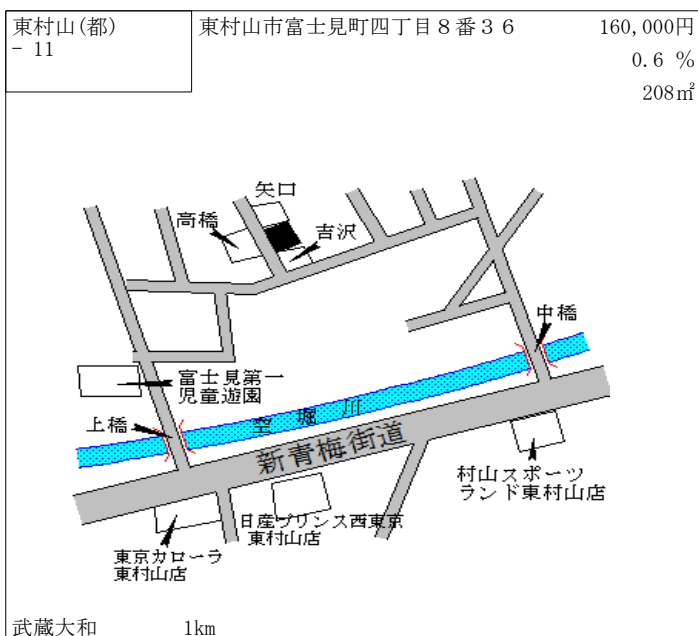 東村山(都)
- 11
東村山市富士見町四丁目８番３６
160,000円
0.6 %
208㎡
矢口
高橋
吉沢
中橋
富士見第一
児童遊園
上橋
空堀川
新青梅街道
村山スポーツ
ランド東村山店
日産プリンス西東京
東村山店
東京カローラ
東村山店
武蔵大和
1km